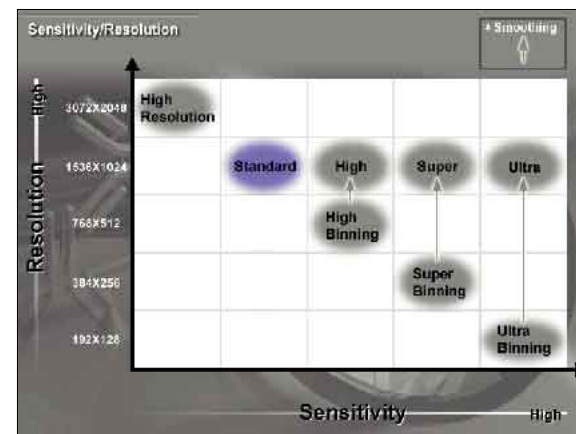 Sensitivity/Resolution
+ Smoothing
High
Resolution
3072X2048
1536X1024
768X512
384X256
192X128
High
Resolution
Standard
High
Super
Ultra
High
Binning
Super
Binning
Ultra
Binning
Sensitivity
High